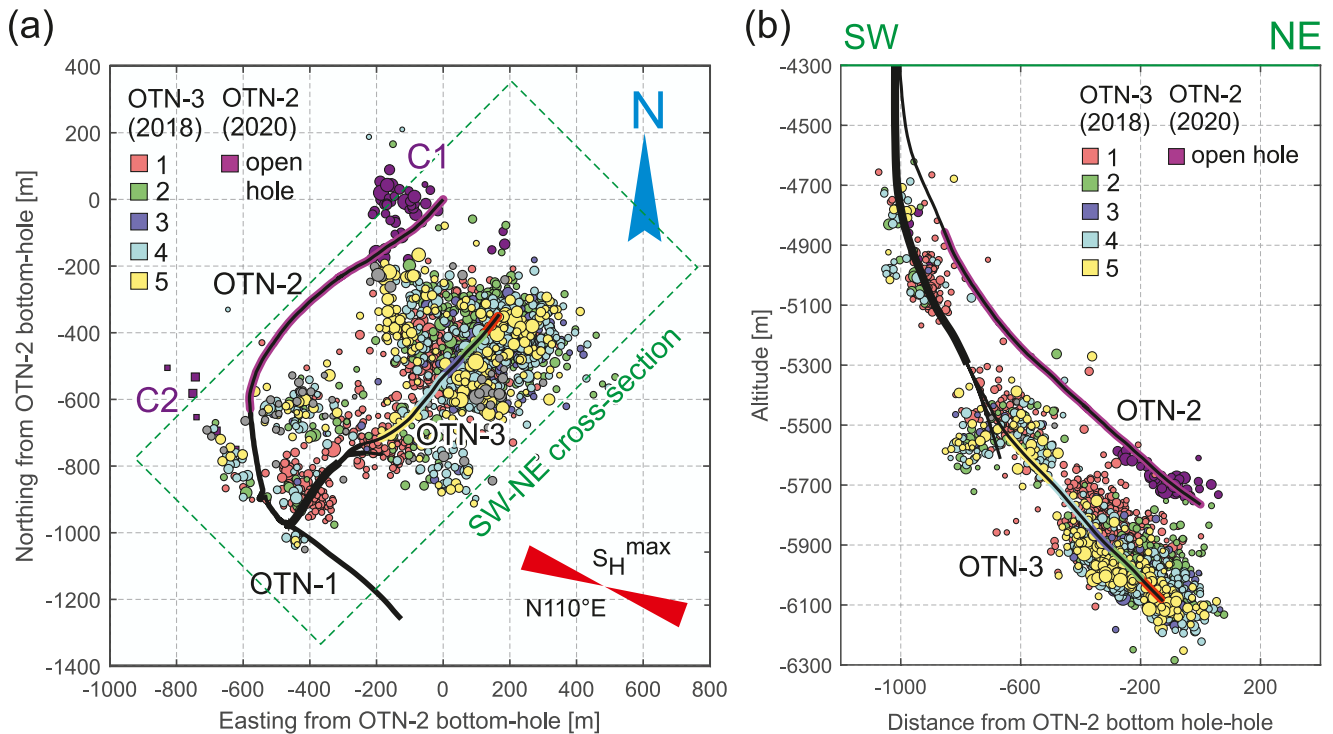 (a)
400
200
0
-200
-400
-600
-800
-1000
-1200
-1400
Northing from OTN-2 bottom-hole [m]
-1000
-800
-600
-400
-200
0
200
400
600
800
Easting from OTN-2 bottom-hole [m]
OTN-3 OTN-2
(2018) (2020)
1 open
2 hole
3
4
5
C1
N
OTN-2
C2
OTN-3
OTN-1
SW-NE cross-section
SHmax
N110°E
(b)
SW
NE
-4300
-4500
-4700
-4900
-5100
-5300
-5500
-5700
-5900
-6100
-6300
Altitude [m]
-1000
-600
-200
200
Distance from OTN-2 bottom hole-hole
OTN-3 OTN-2
(2018) (2020)
1 open hole
2
3
4
5
OTN-2
OTN-3